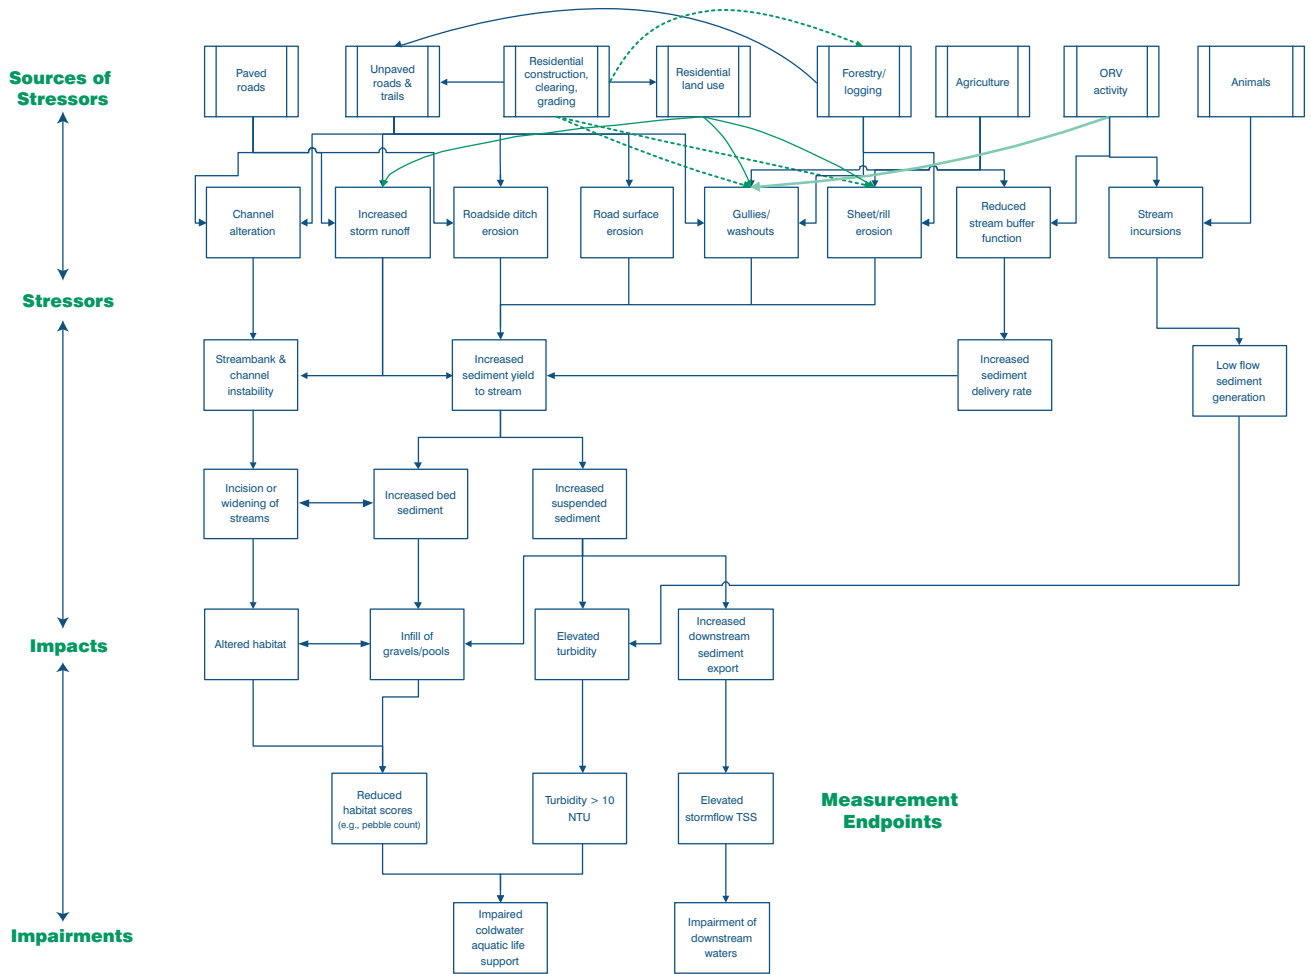 Sources of
Stressors
Paved
roads
Unpaved
roads &
trails
Residential
construction,
clearing,
grading
Residential
land use
Forestry/
logging
Agriculture
ORV
activity
Animals
Channel
alteration
Increased
storm runoff
Roadside ditch
erosion
Road surface
erosion
Gullies/
washouts
Sheet/rill
erosion
Reduced
stream buffer
function
Stream
incursions
Stressors
Streambank &
channel
instability
Increased
sediment yield
to stream
Increased
sediment
delivery rate
Low flow
sediment
generation
Incision or
widening of
streams
Increased bed
sediment
Increased
suspended
sediment
Impacts
Altered habitat
Infill of
gravels/pools
Elevated
turbidity
Increased
downstream
sediment
export
Reduced
habitat scores
(e.g., pebble count)
Turbidity > 10
NTU
Elevated
stormflow TSS
Measurement
Endpoints
Impairments
Impaired
coldwater
aquatic life
support
Impairment of
downstream
waters